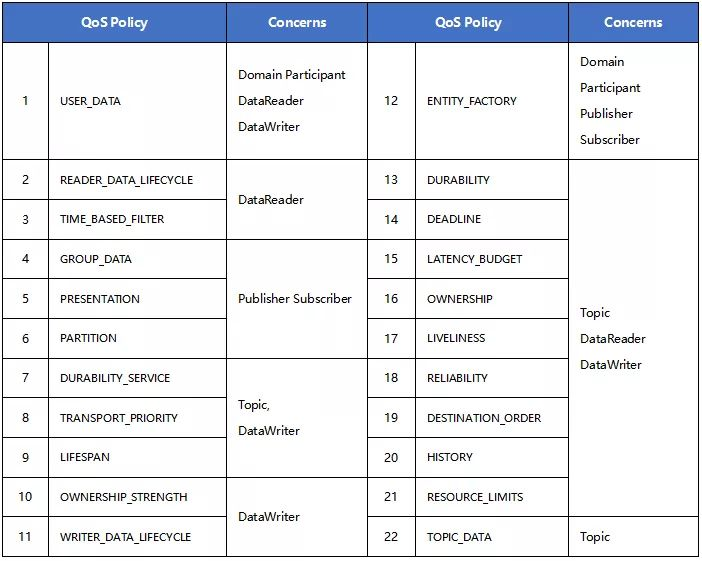 QoS Policy Concerns QoS Policy Concerns
1 USER_DATA
Domain Participant
DataReader
DataWriter
12 ENTITY_FACTORY
Domain
Participant
Publisher
Subscriber
2 READER_DATA_LIFECYCLE
3 TIME_BASED_FILTER
DataReader
4 GROUP_DATA
5 PRESENTATION
6 PARTITION
Publisher Subscriber
7 DURABILITY_SERVICE
8 TRANSPORT_PRIORITY
9 LIFESPAN
Topic,
DataWriter
10 OWNERSHIP_STRENGTH
11 WRITER_DATA_LIFECYCLE
DataWriter
13 DURABILITY
14 DEADLINE
15 LATENCY_BUDGET
16 OWNERSHIP
17 LIVELINESS
18 RELIABILITY
19 DESTINATION_ORDER
20 HISTORY
21 RESOURCE_LIMITS
Topic
DataReader
DataWriter
22 TOPIC_DATA Topic